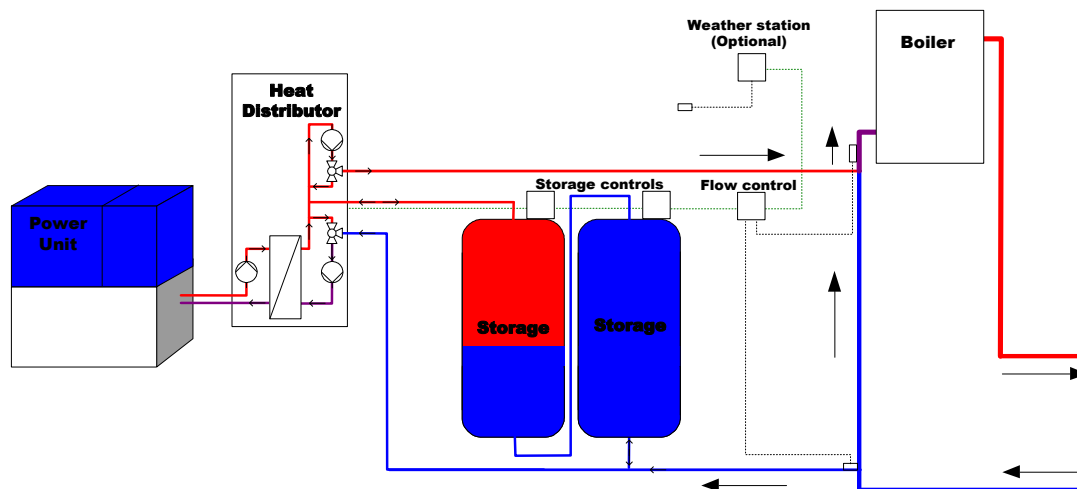 Weather station
(Optional)
Boiler
Heat
Distributor
Storage controls
Flow control
Power
Unit
Storage
Storage